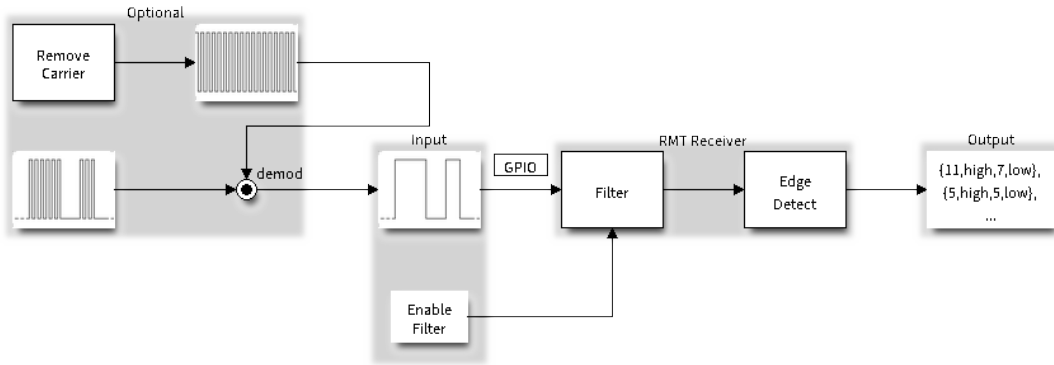 Optional
Remove
Carrier
demod
Input
Enable
Filter
GPIO
RMT Receiver
Filter
Edge
Detect
Output
{11,high,7,low},
{5,high,5,low},
...